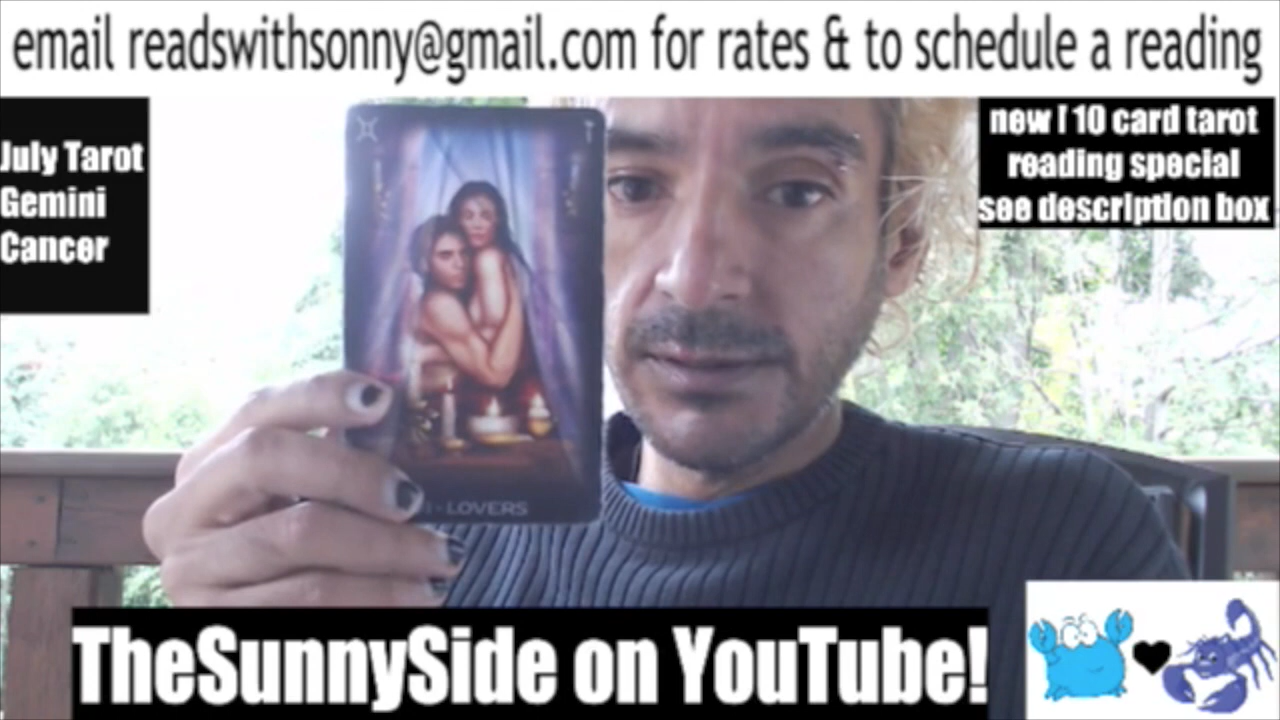 email readswithsonny@gmail.com for rates & to schedule a reading
July Tarot
Gemini
Cancer
new ! 10 card tarot
reading special
see description box
I - LOVERS
TheSunnySide on YouTube!